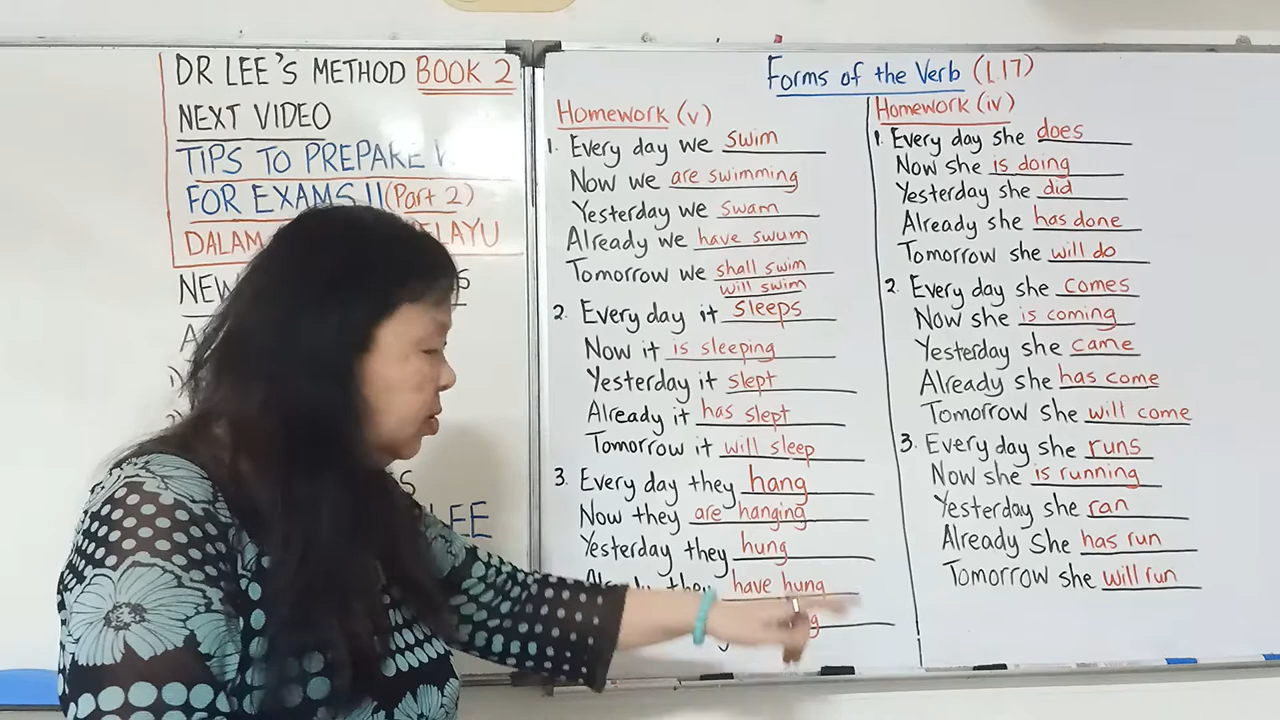 DR LEE'S METHOD BOOK 2
NEXT VIDEO
TIPS TO PREPARE
FOR EXAMS II (Part 2)
DALAM
Forms of the Verb (L17)
Homework (v)
1. Every day we swim
Now we are swimming
Yesterday we swam
Already we have swum
Tomorrow we shall swim
will swim
2. Every day it sleeps
Now it is sleeping
Yesterday it slept
Already it has slept
Tomorrow it will sleep
3. Every day they hang
Now they are hanging
Yesterday they hung
they have hung
Homework (iv)
1. Every day she does
Now she is doing
Yesterday she did
Already she has done
Tomorrow she will do
2. Every day she comes
Now she is coming
Yesterday she came
Already she has come
Tomorrow she will come
3. Every day she runs
Now she is running
Yesterday she ran
Already she has run
Tomorrow she will run